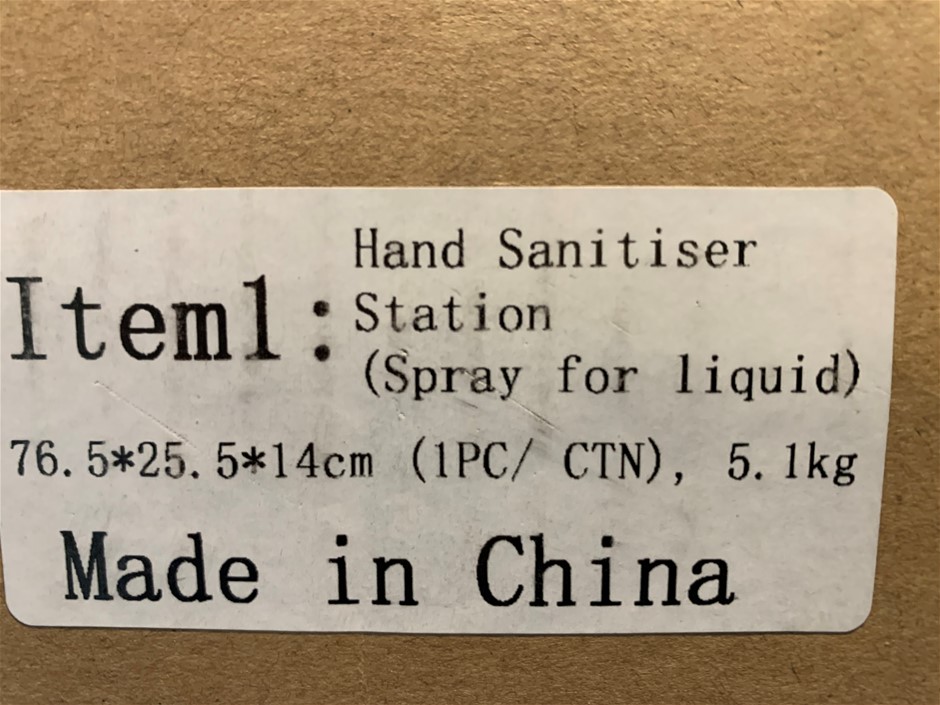 Item1: Hand Sanitiser
Station
(Spray for liquid)
76.5*25.5*14cm (1PC/ CTN), 5.1kg
Made in China